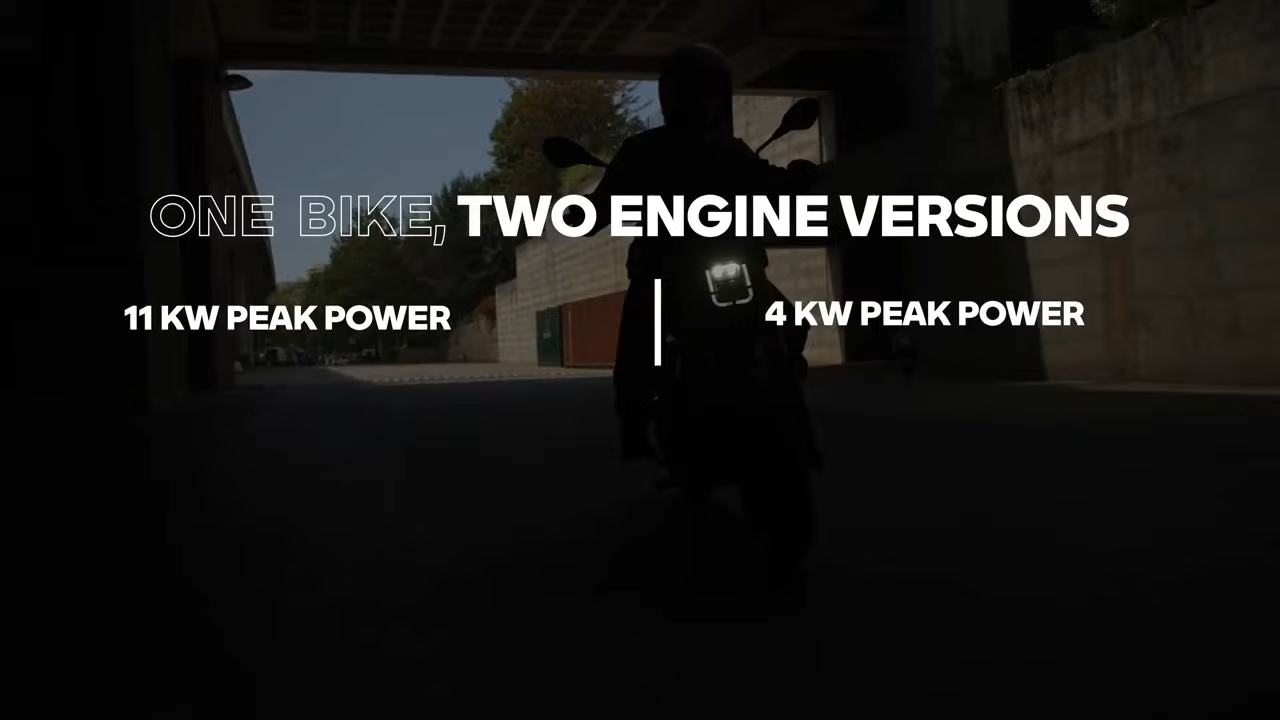 ONE BIKE, TWO ENGINE VERSIONS
11 KW PEAK POWER
4 KW PEAK POWER